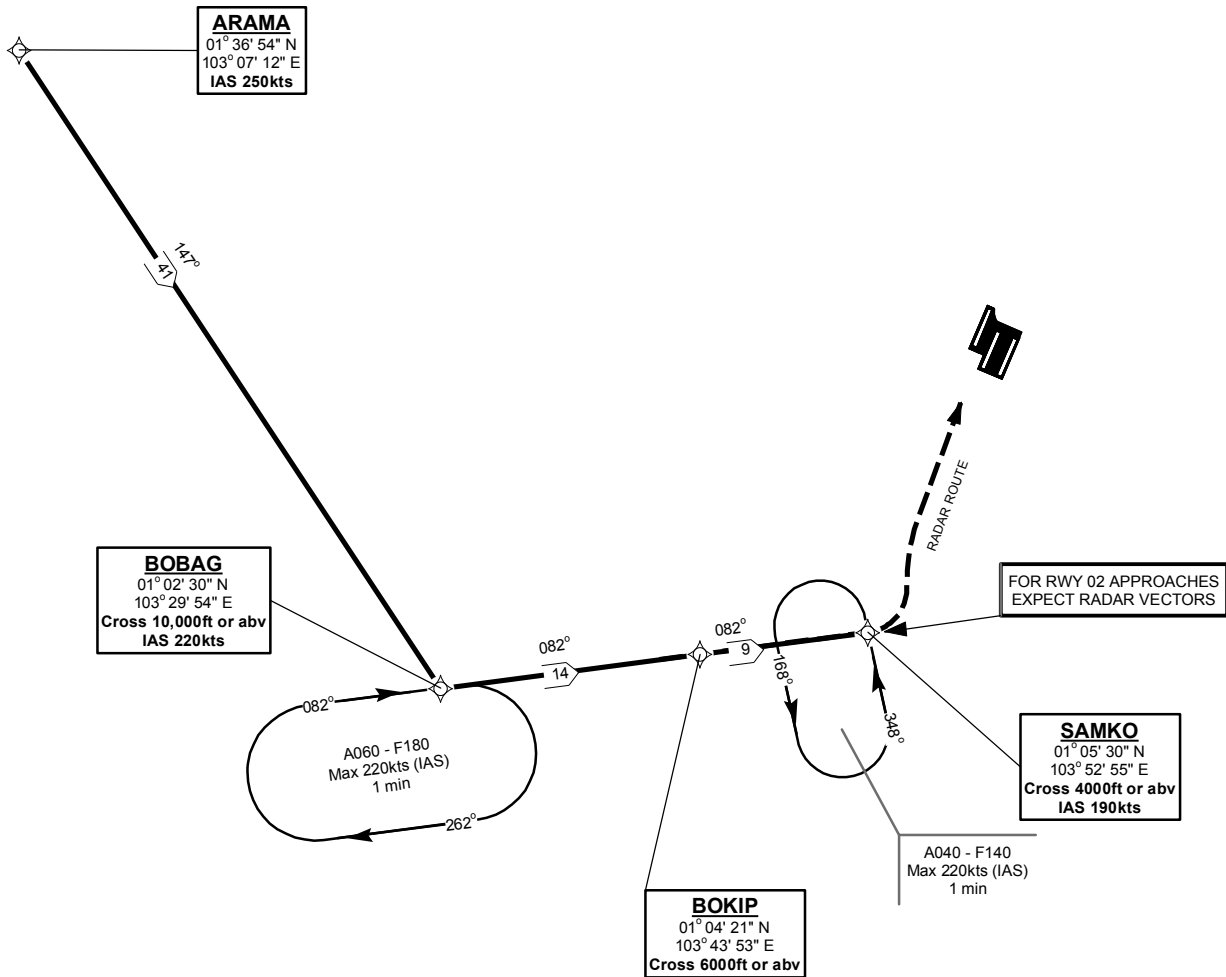 ARAMA
01° 36' 54" N
103° 07' 12" E
IAS 250kts
147°
41
RADAR ROUTE
BOBAG
01° 02' 30" N
103° 29' 54" E
Cross 10,000ft or abv
IAS 220kts
FOR RWY 02 APPROACHES
EXPECT RADAR VECTORS
082°
14
082°
9
168°
348°
082°
A060 - F180
Max 220kts (IAS)
1 min
262°
SAMKO
01° 05' 30" N
103° 52' 55" E
Cross 4000ft or abv
IAS 190kts
A040 - F140
Max 220kts (IAS)
1 min
BOKIP
01° 04' 21" N
103° 43' 53" E
Cross 6000ft or abv